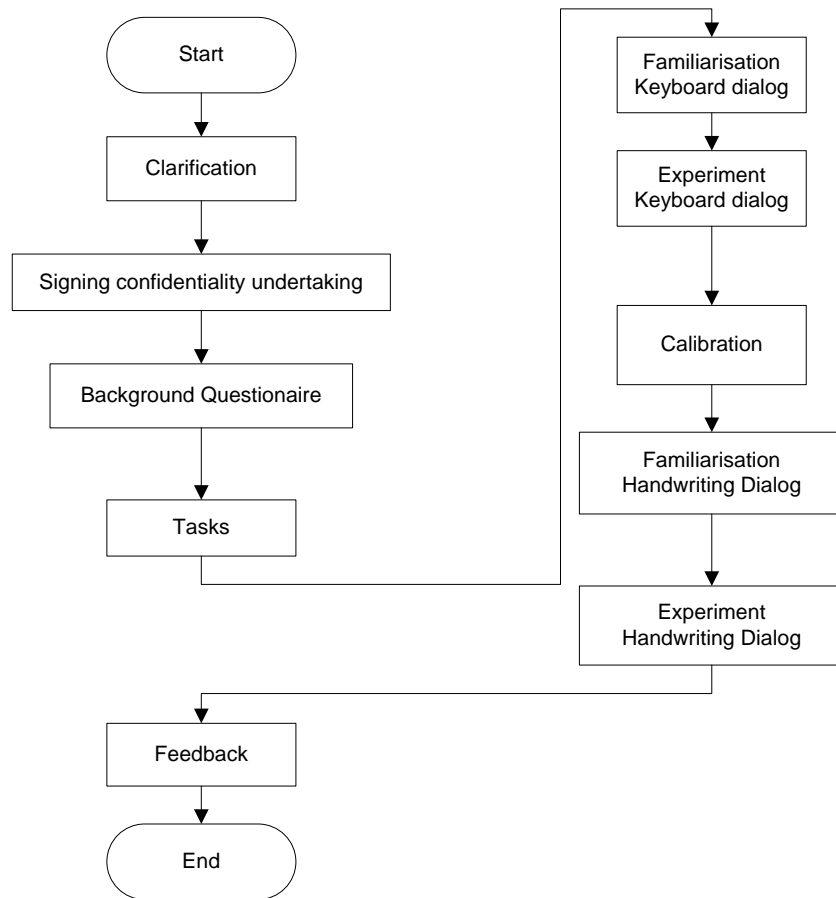 Start
Clarification
Signing confidentiality undertaking
Background Questionaire
Tasks
Familiarisation
Keyboard dialog
Experiment
Keyboard dialog
Calibration
Familiarisation
Handwriting Dialog
Experiment
Handwriting Dialog
Feedback
End